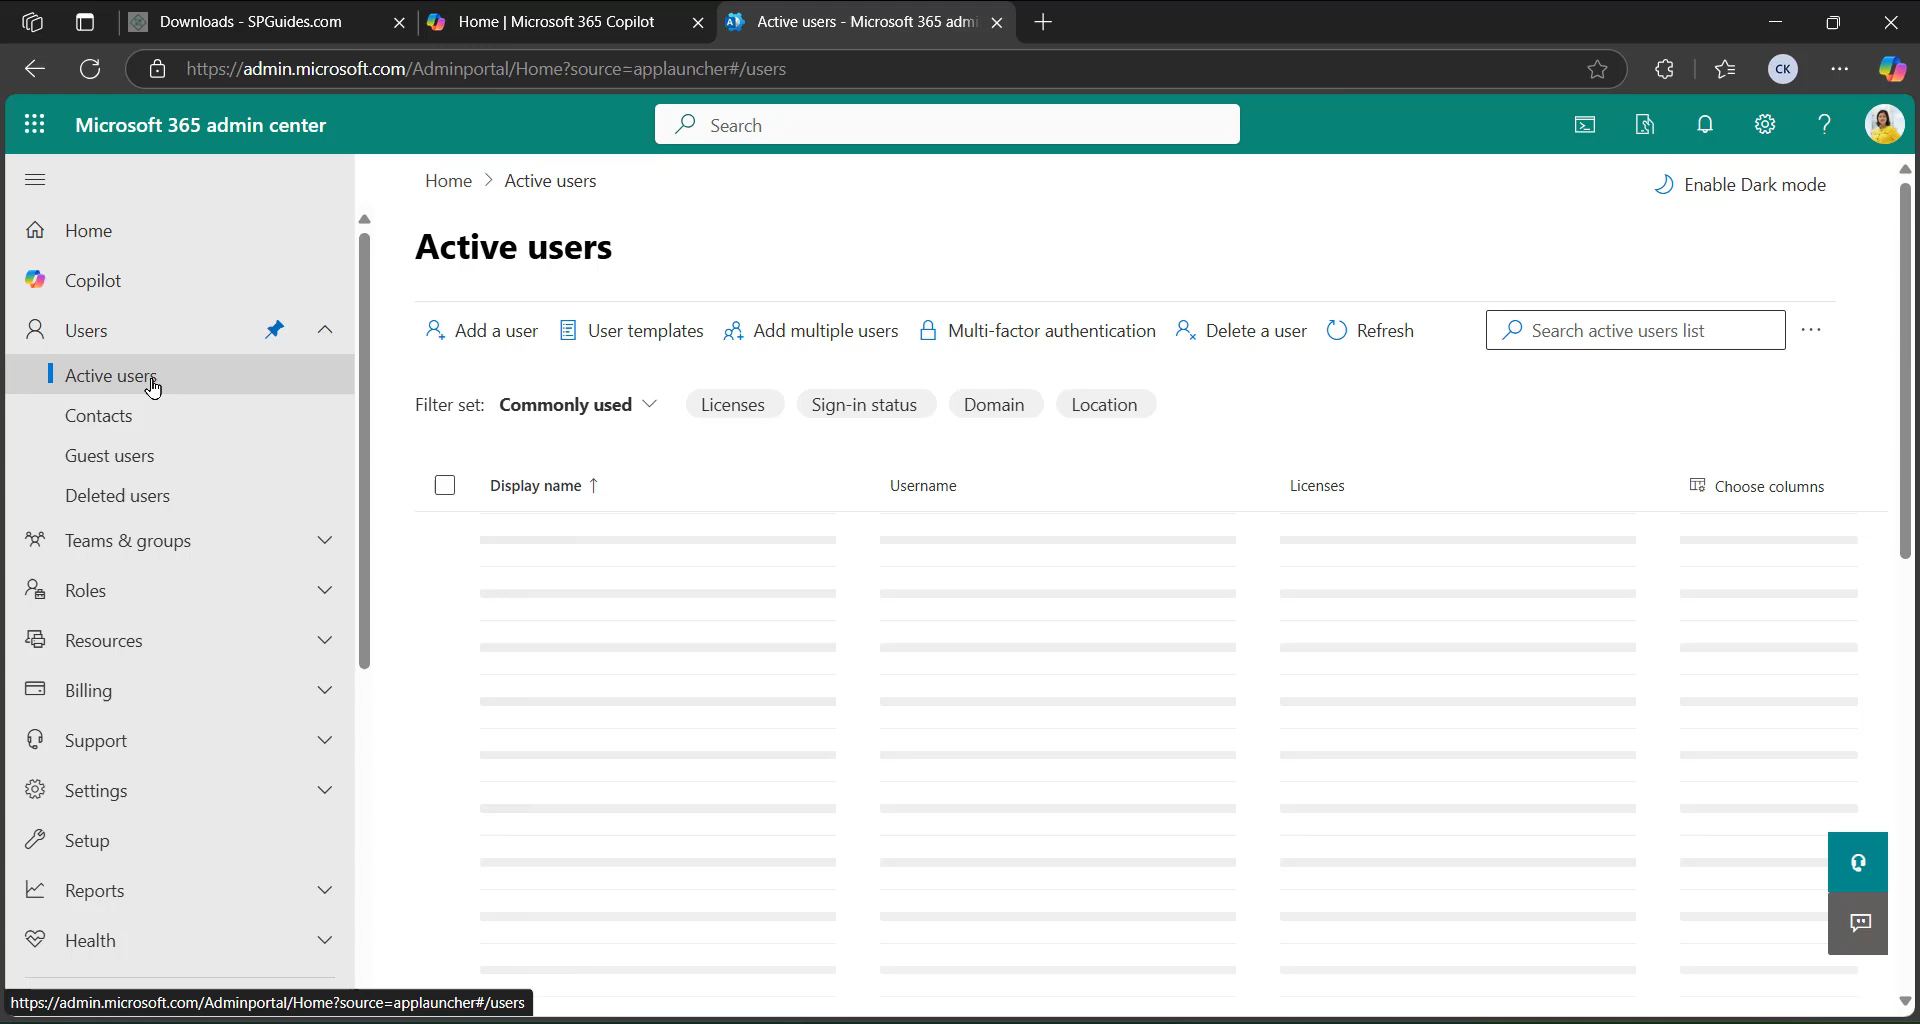 Downloads - SPGuides.com
Home | Microsoft 365 Copilot
Active users - Microsoft 365 admi
https://admin.microsoft.com/Adminportal/Home?source=applauncher#/users
CK
Microsoft 365 admin center
Search
Home > Active users
Enable Dark mode
Home
Copilot
Users
Active users
Contacts
Guest users
Deleted users
Teams & groups
Roles
Resources
Billing
Support
Settings
Setup
Reports
Health
Active users
Add a user
User templates
Add multiple users
Multi-factor authentication
Delete a user
Refresh
Search active users list
Filter set: Commonly used
Licenses
Sign-in status
Domain
Location
Display name ↑
Username
Licenses
Choose columns
https://admin.microsoft.com/Adminportal/Home?source=applauncher#/users